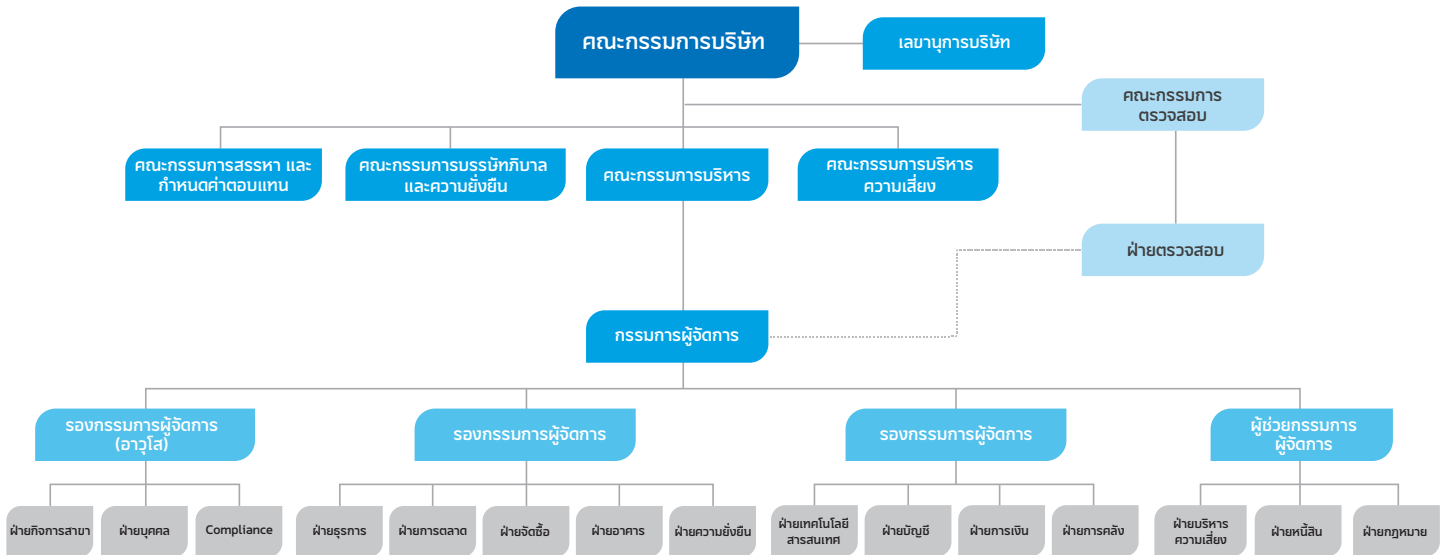 คณะกรรมการบริษัท
เลขานุการบริษัท
คณะกรรมการ
ตรวจสอบ
คณะกรรมการสรรหา และ
กำหนดค่าตอบแทน
คณะกรรมการบรรษัทภิบาล
และความยั่งยืน
คณะกรรมการบริหาร
คณะกรรมการบริหาร
ความเสี่ยง
ฝ่ายตรวจสอบ
กรรมการผู้จัดการ
รองกรรมการผู้จัดการ
(อาวุโส)
รองกรรมการผู้จัดการ
รองกรรมการผู้จัดการ
ผู้ช่วยกรรมการ
ผู้จัดการ
ฝ่ายกิจการสาขา
ฝ่ายบุคคล
Compliance
ฝ่ายธุรการ
ฝ่ายการตลาด
ฝ่ายจัดซื้อ
ฝ่ายอาคาร
ฝ่ายความยั่งยืน
ฝ่ายเทคโนโลยี
สารสนเทศ
ฝ่ายบัญชี
ฝ่ายการเงิน
ฝ่ายการคลัง
ฝ่ายบริหาร
ความเสี่ยง
ฝ่ายหนี้สิน
ฝ่ายกฎหมาย